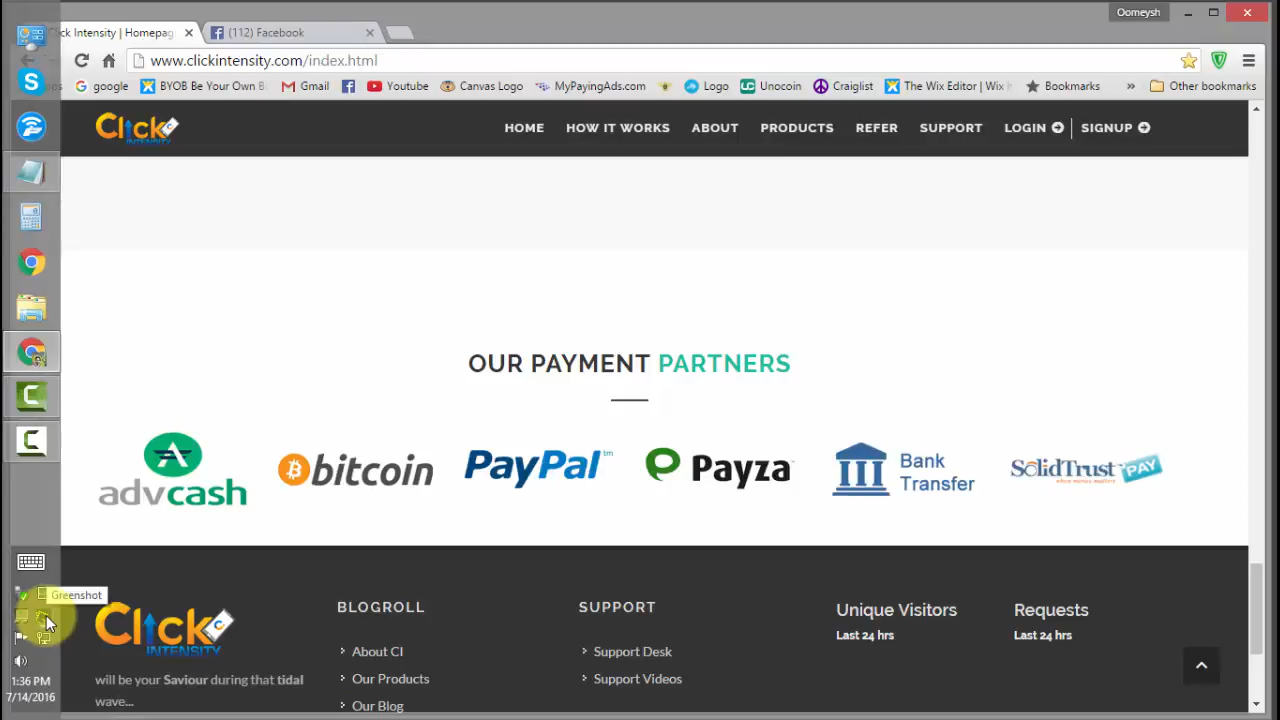 Oomeysh
Click Intensity | Homepag
(112) Facebook
www.clickintensity.com/index.html
google
BYOB Be Your Own B
Gmail
Youtube
Canvas Logo
MyPayingAds.com
Logo
Unocoin
Craiglist
The Wix Editor | Wix
Bookmarks
»
Other bookmarks
Click INTENSITY
HOME
HOW IT WORKS
ABOUT
PRODUCTS
REFER
SUPPORT
LOGIN
SIGNUP
OUR PAYMENT PARTNERS
advcash
bitcoin
PayPal™
Payza
Bank
Transfer
SolidTrust PAY
Greenshot
Click
INTENSITY
will be your Saviour during that tidal
wave...
BLOGROLL
About CI
Our Products
Our Blog
SUPPORT
Support Desk
Support Videos
Unique Visitors
Last 24 hrs
Requests
Last 24 hrs
1:36 PM
7/14/2016